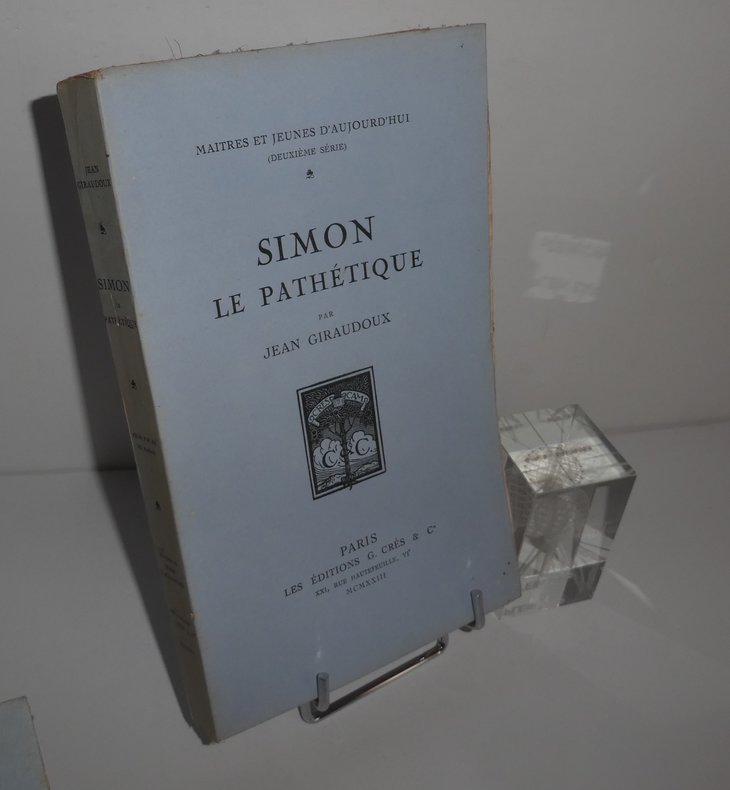 MAITRES ET JEUNES D'AUJOURD'HUI
(DEUXIÈME SÉRIE)
SIMON
LE PATHÉTIQUE
PAR
JEAN GIRAUDOUX
CRESCAM
C. C.
PARIS
LES ÉDITIONS G. CRÈS & Cie
XXI, RUE HAUTEFEUILLE, VIe
MCMXXIII
JEAN
GIRAUDOUX
SIMON
LE
PATHÉTIQUE